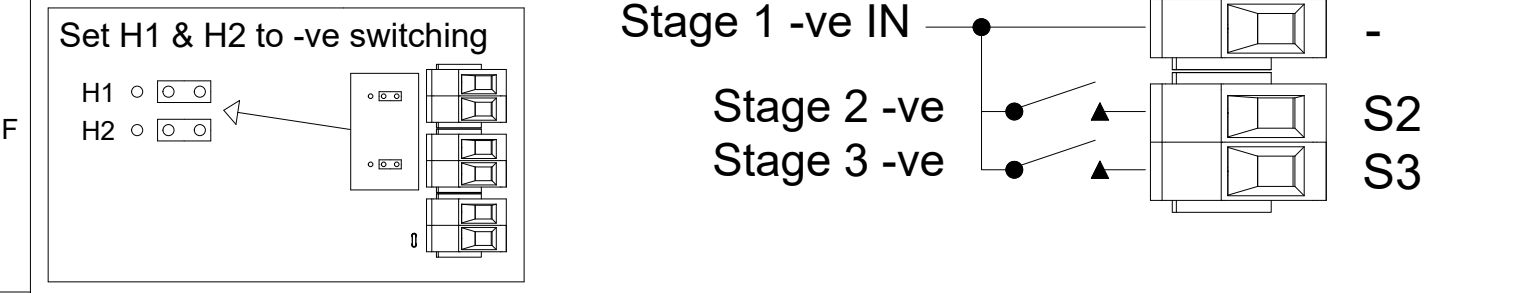 Set H1 & H2 to -ve switching
H1
H2
F
Stage 1 -ve IN
-
Stage 2 -ve
S2
Stage 3 -ve
S3